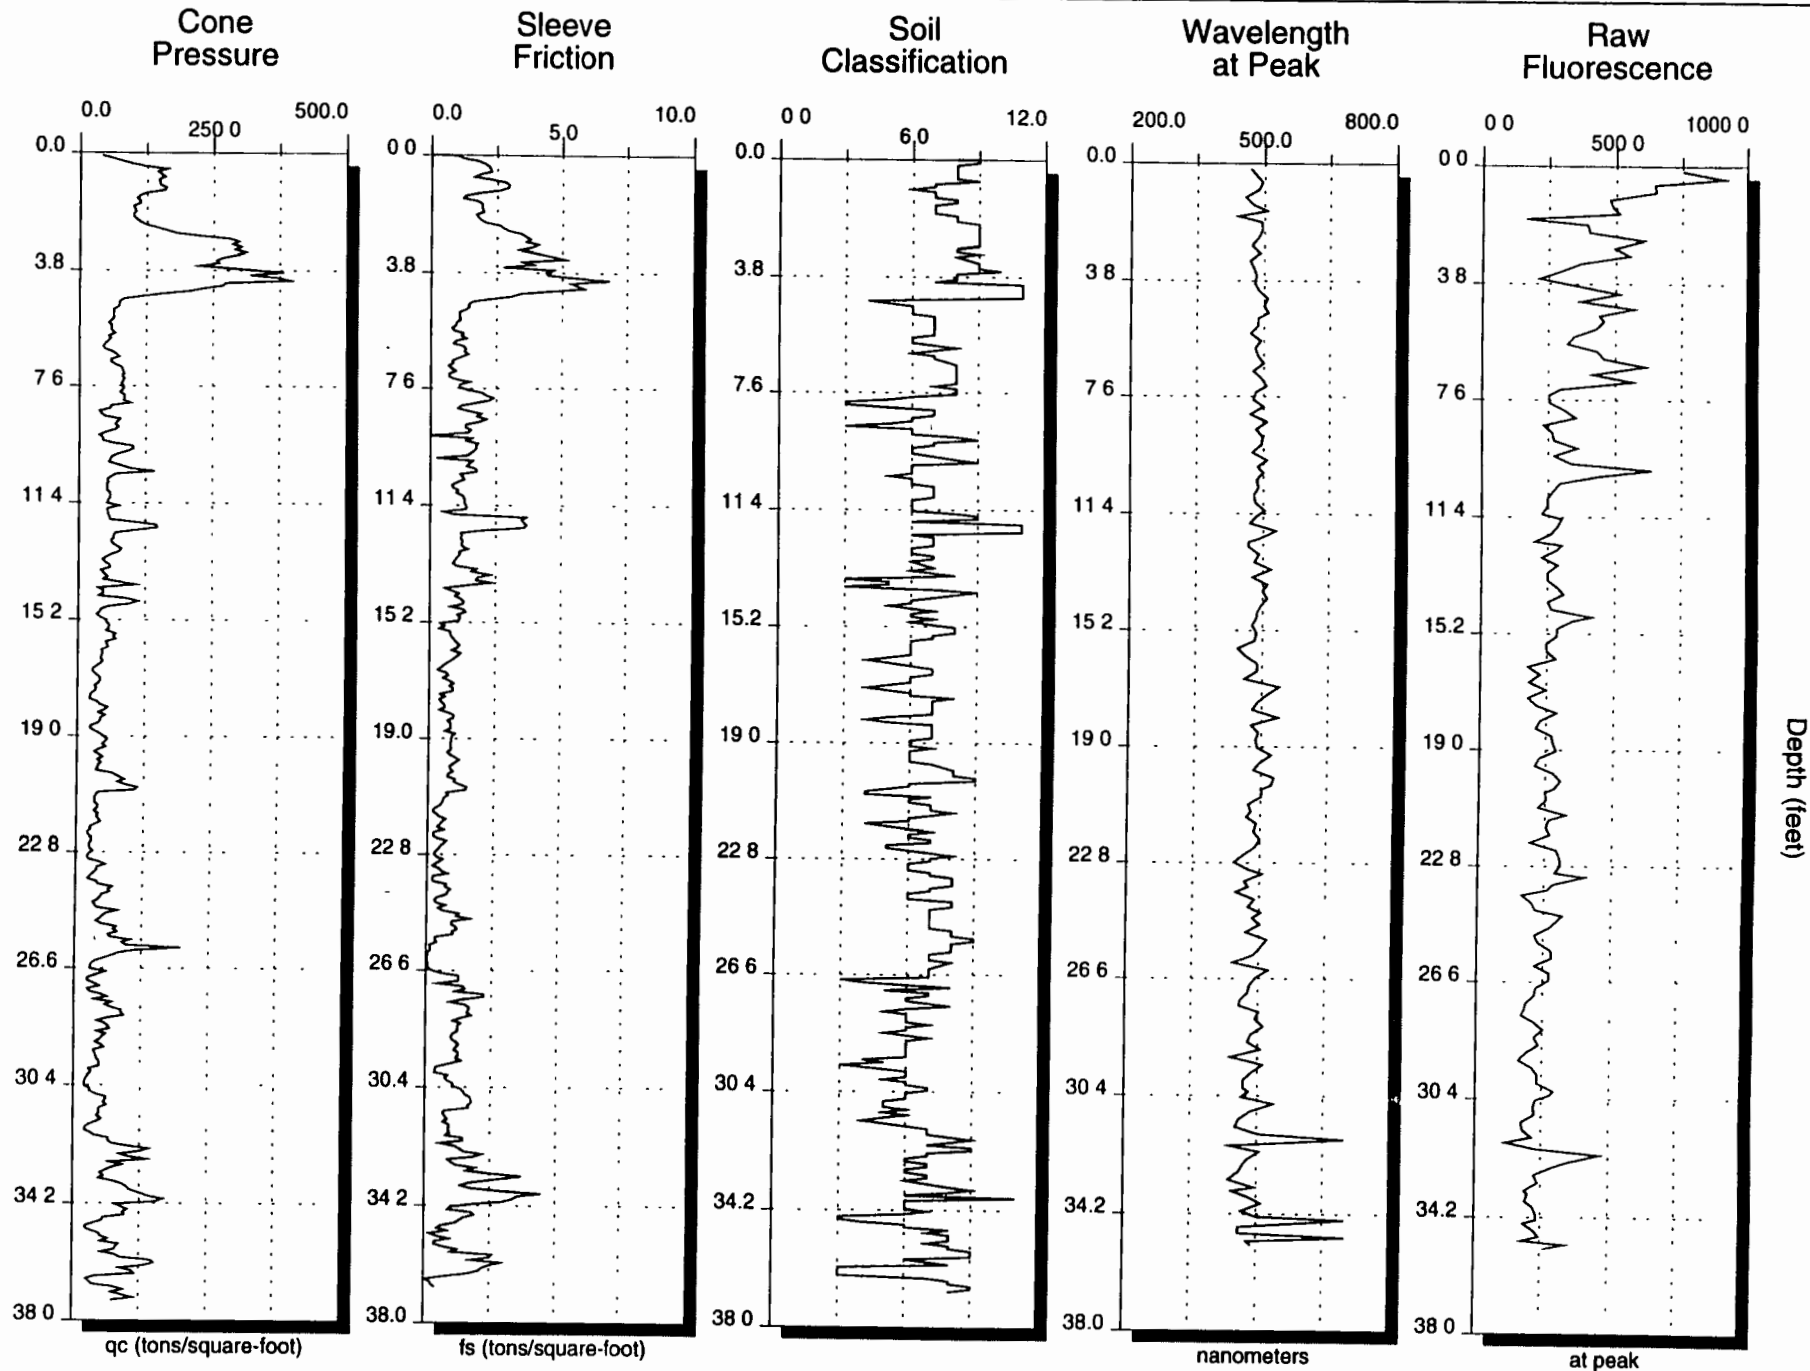 Cone
Pressure
Sleeve
Friction
Soil
Classification
Wavelength
at Peak
Raw
Fluorescence
0.0 250 0 500.0
0.0 5.0 10.0
0 0 6.0 12.0
200.0 500.0 800.0
0 0 500 0 1000 0
0.0
3.8
7 6
11 4
15 2
19 0
22 8
26.6
30 4
34 2
38 0
0 0
3.8
7 6
11 4
15 2
19.0
22 8
26 6
30.4
34 2
38.0
0.0
3.8
7.6
11 4
15.2
19 0
22 8
26 6
30 4
34.2
38 0
0.0
3 8
7 6
11 4
15 2
19 0
22 8
26 6
30 4
34.2
38.0
0 0
3 8
7 6
11 4
15.2
19 0
22 8
26 6
30 4
34.2
38 0
Depth (feet)
qc (tons/square-foot)
fs (tons/square-foot)
nanometers
at peak